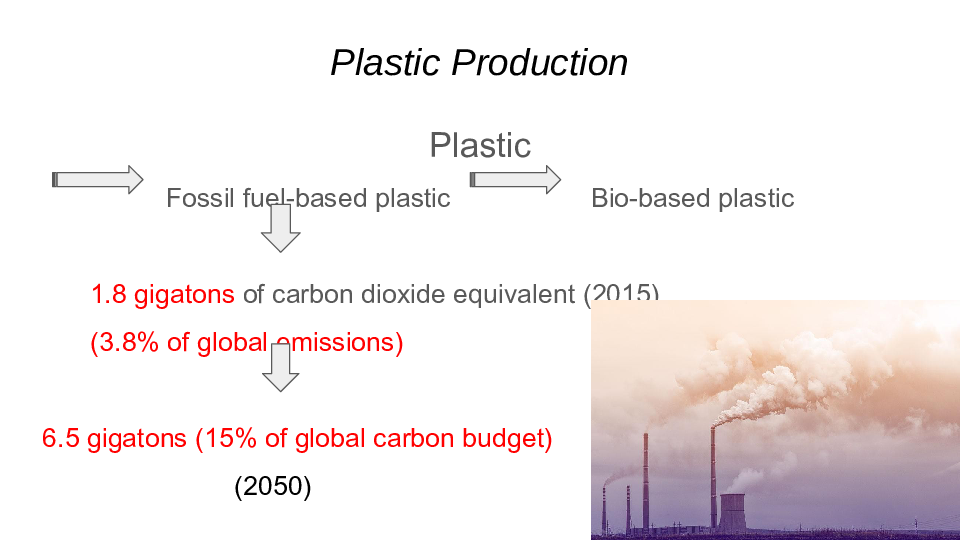 Plastic Production
Plastic
Fossil fuel-based plastic Bio-based plastic
1.8 gigatons of carbon dioxide equivalent (2015)
(3.8% of global emissions)
6.5 gigatons (15% of global carbon budget)
(2050)